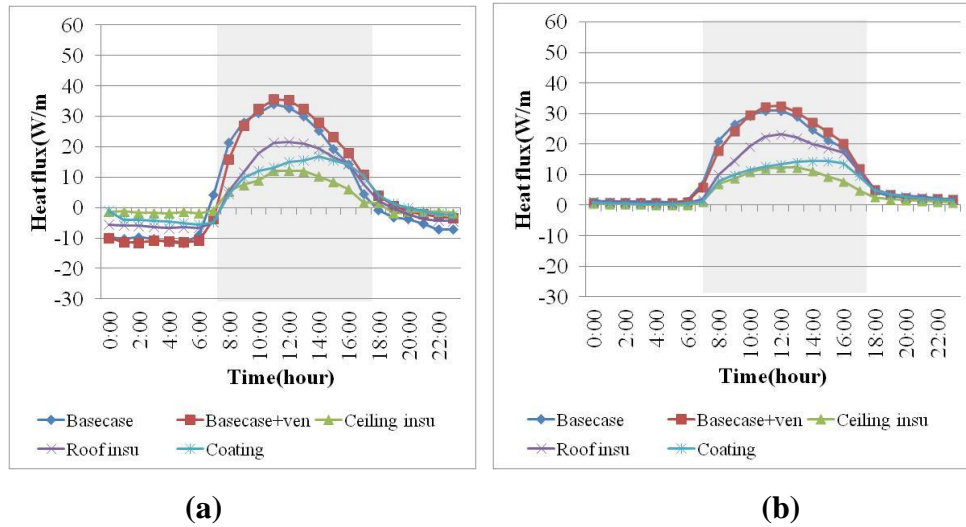 60
50
40
30
20
10
0
-10
-20
-30
Heat flux(W/m
0:00 2:00 4:00 6:00 8:00 10:00 12:00 14:00 16:00 18:00 20:00 22:00
Time(hour)
Basecase Basecase+ven Ceiling insu
Roof insu Coating
(a)
60
50
40
30
20
10
0
-10
-20
-30
Heat flux(W/m
0:00 2:00 4:00 6:00 8:00 10:00 12:00 14:00 16:00 18:00 20:00 22:00
Time(hour)
Basecase Basecase+ven Ceiling insu
Roof insu Coating
(b)